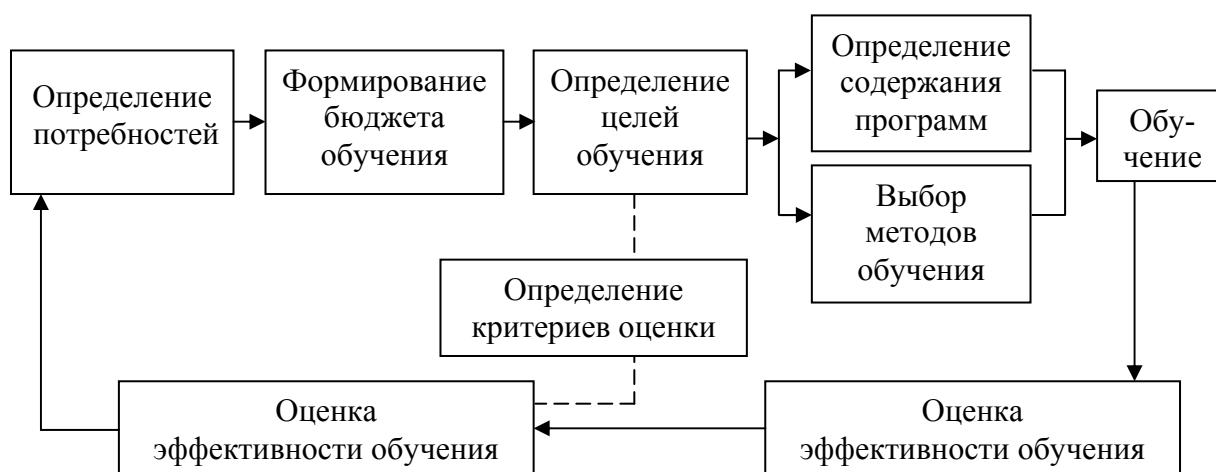 Определение
потребностей
Формирование
бюджета
обучения
Определение
целей
обучения
Определение
содержания
программ
Выбор
методов
обучения
Обу-
чение
Определение
критериев оценки
Оценка
эффективности обучения
Оценка
эффективности обучения